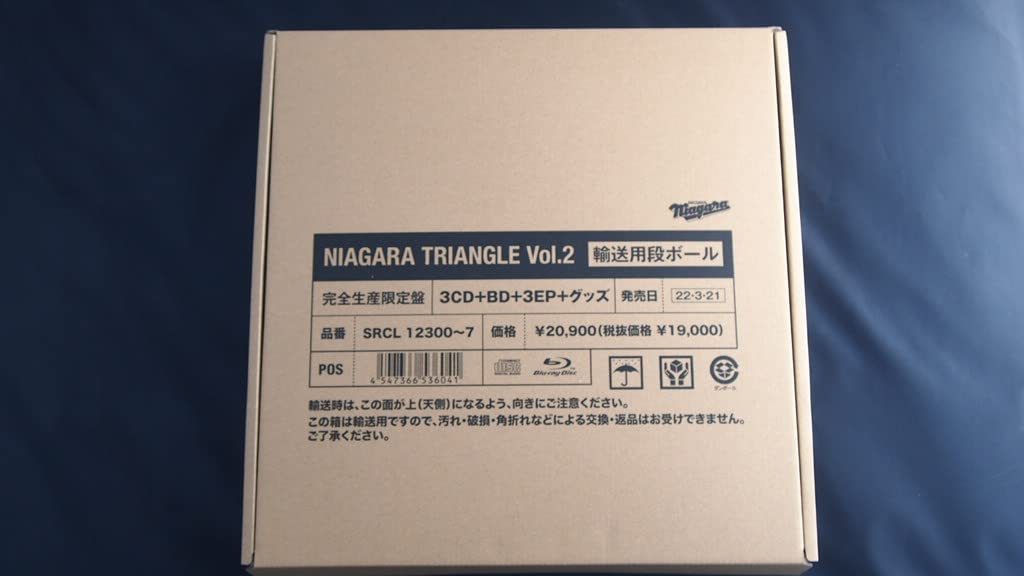 Niagara
NIAGARA TRIANGLE Vol.2 輸送用段ボール
完全生産限定盤 3CD+BD+3EP+グッズ 発売日 22・3・21
品番 SRCL 12300〜7 価格 ¥20,900(税抜価格 ¥19,000)
POS 4 547366 536041 COMPACT disc Blu-ray Disc ダンボール
輸送時は、この面が上(天側)になるよう、向きにご注意ください。
この箱は輸送用ですので、汚れ・破損・角折れなどによる交換・返品はお受けできません。
ご了承ください。